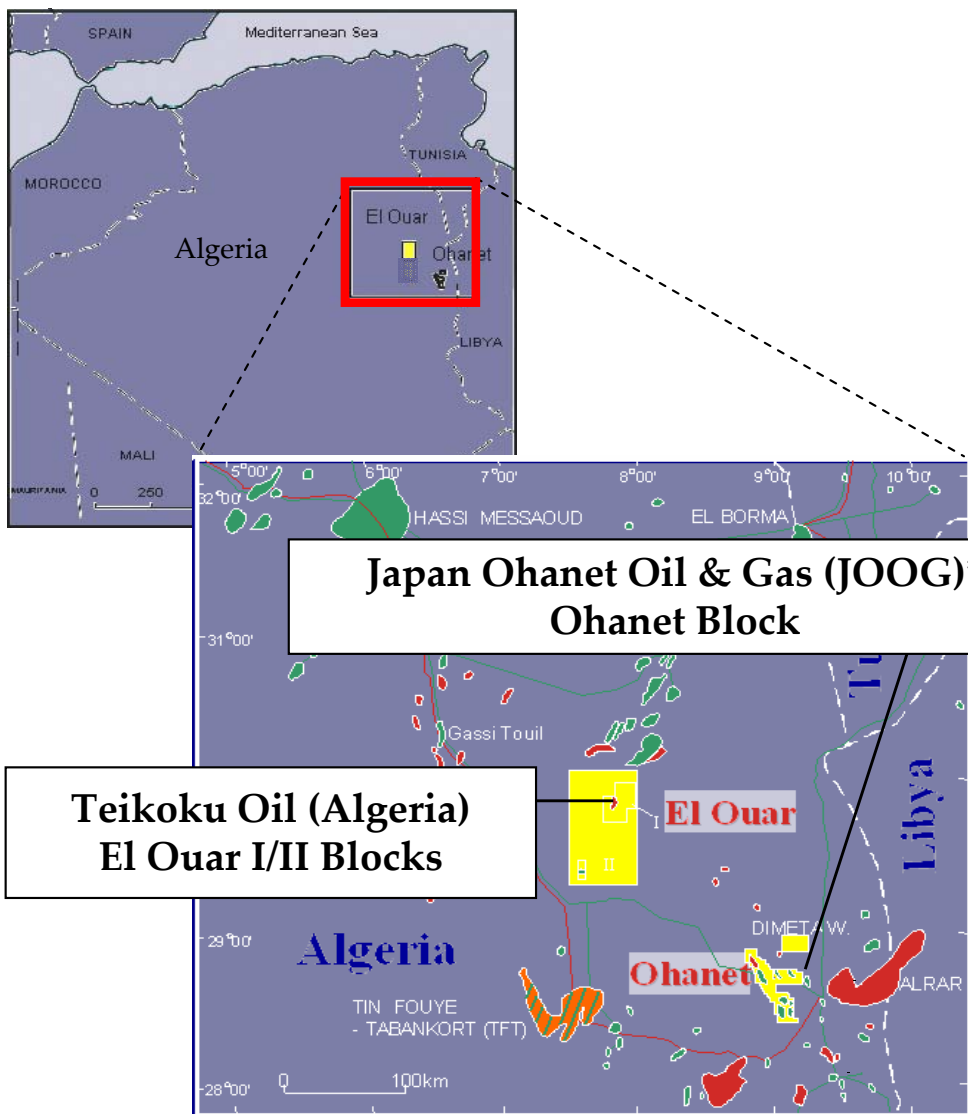 SPAIN
Mediterranean Sea
TUNISIA
MOROCCO
El Ouar
Algeria
Ohanet
LIBYA
MALI
MAURITANIA
0 250
5°00' 6°00' 7°00' 8°00' 9°00' 10°00'
32°00'
HASSI MESSAOUD
EL BORMA
Japan Ohanet Oil & Gas (JOOG)
Ohanet Block
31°00'
Tu
Gassi Touil
Libya
Teikoku Oil (Algeria)
El Ouar I/II Blocks
El Ouar
I
II
DIMETA W.
29°00'
Algeria
Ohanet
ALRAR
TIN FOUYE
- TABANKORT (TFT)
0 100km
28°00'